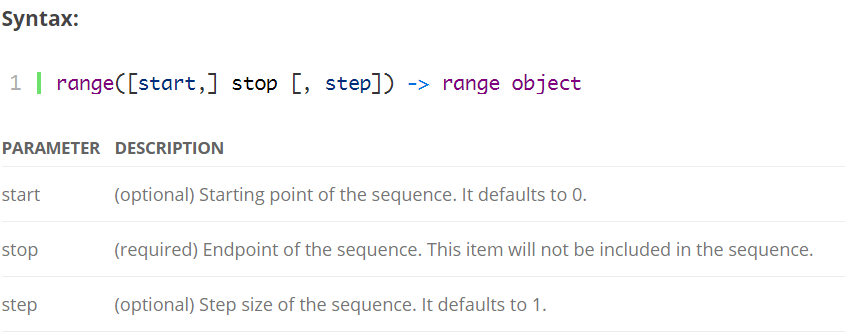 Syntax:
1 range([start,] stop [, step]) -> range object
PARAMETER DESCRIPTION
start (optional) Starting point of the sequence. It defaults to 0.
stop (required) Endpoint of the sequence. This item will not be included in the sequence.
step (optional) Step size of the sequence. It defaults to 1.